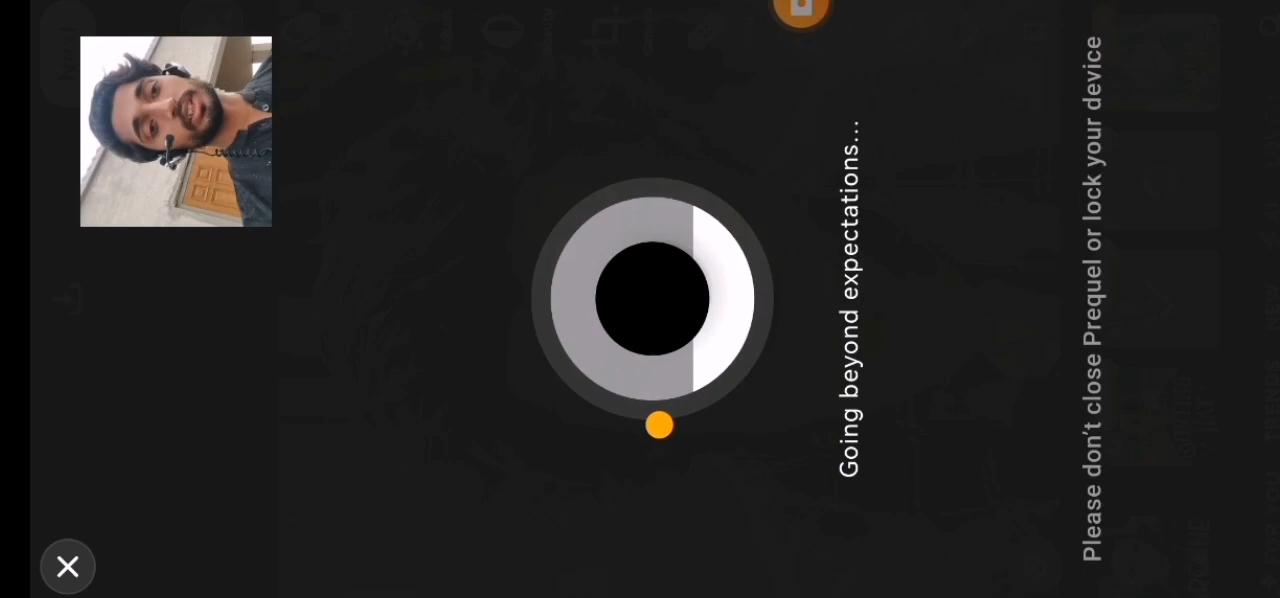 Going beyond expectations...
Please don't close Prequel or lock your device